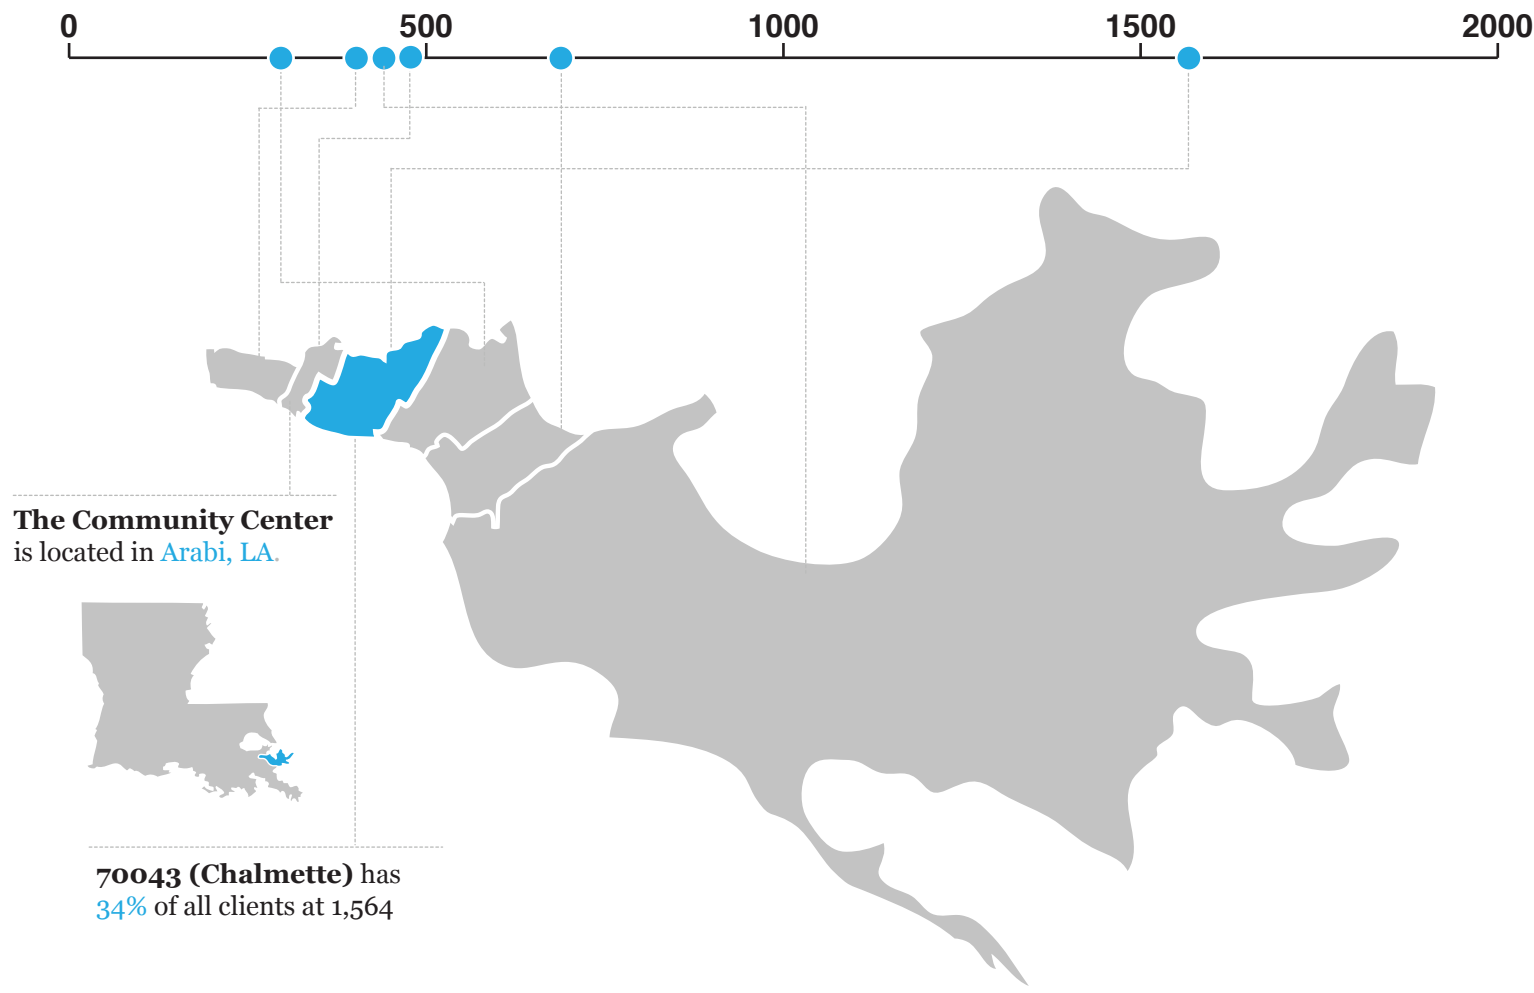 0 500 1000 1500 2000
The Community Center
is located in Arabi, LA.
70043 (Chalmette) has
34% of all clients at 1,564